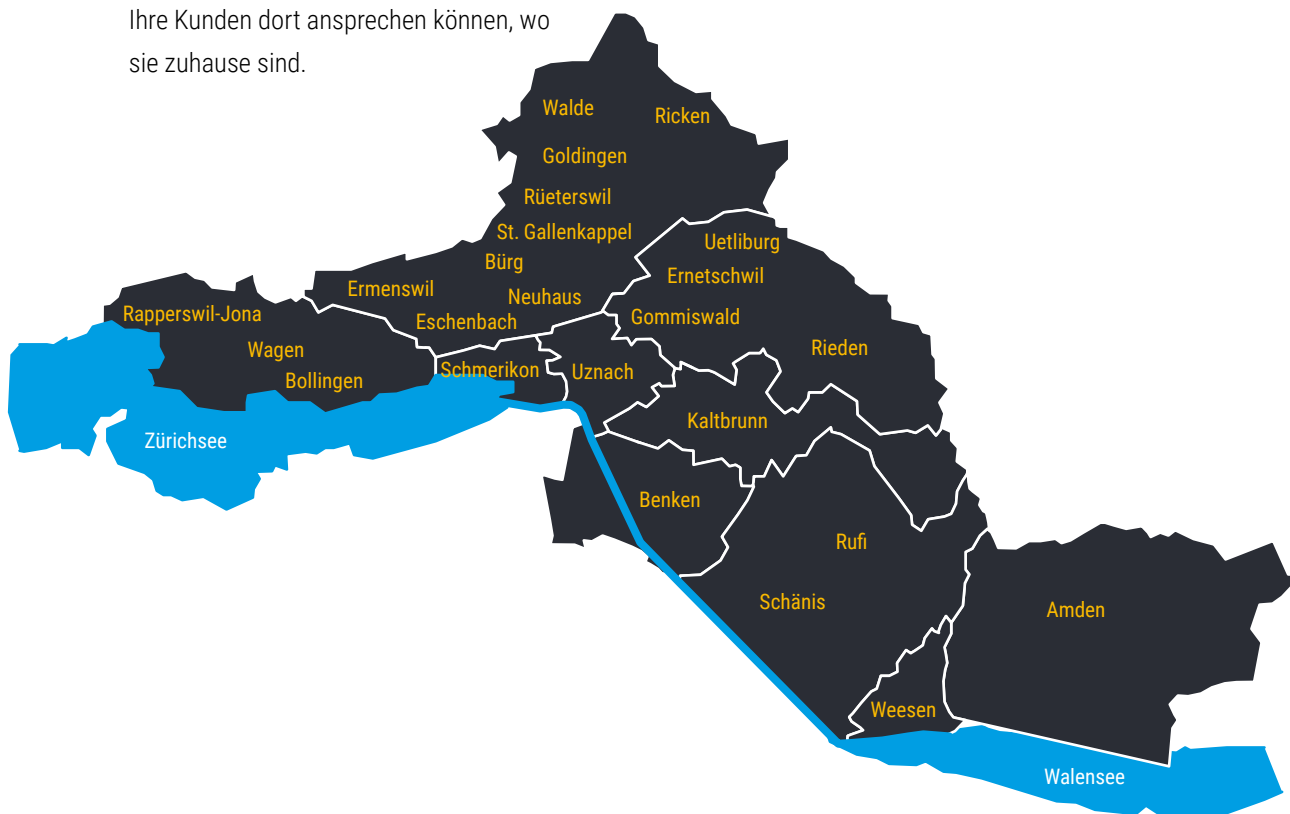 Ihre Kunden dort ansprechen können, wo
sie zuhause sind.
Walde
Ricken
Goldingen
Rüeterswil
St. Gallenkappel
Uetliburg
Bürg
Ernetschwil
Ermenswil
Neuhaus
Rapperswil-Jona
Eschenbach
Gommiswald
Wagen
Rieden
Bollingen
Schmerikon
Uznach
Kaltbrunn
Zürichsee
Benken
Rufi
Schänis
Amden
Weesen
Walensee